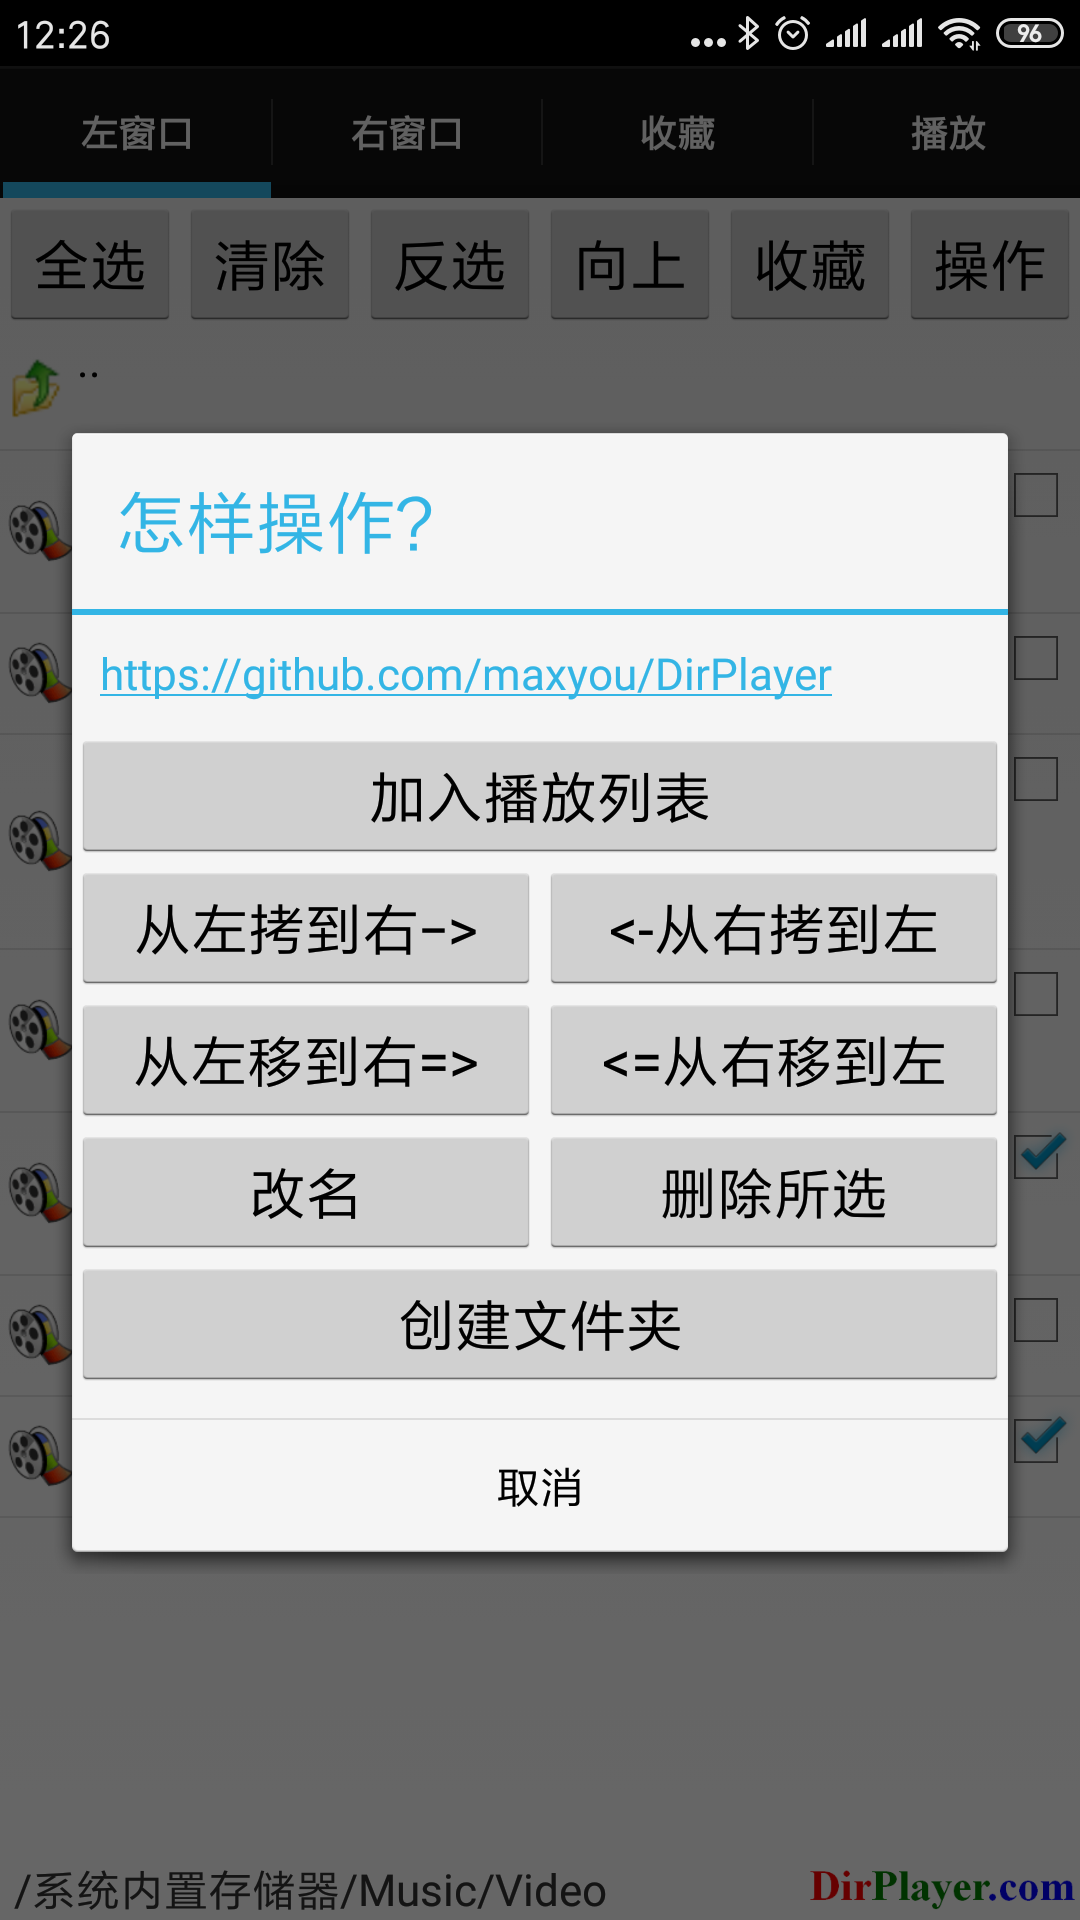 12:26 96
左窗口 右窗口 收藏 播放
全选 清除 反选 向上 收藏 操作
..
怎样操作?
https://github.com/maxyou/DirPlayer
加入播放列表
从左拷到右-> <-从右拷到左
从左移到右=> <=从右移到左
改名 删除所选
创建文件夹
取消
/系统内置存储器/Music/Video DirPlayer.com